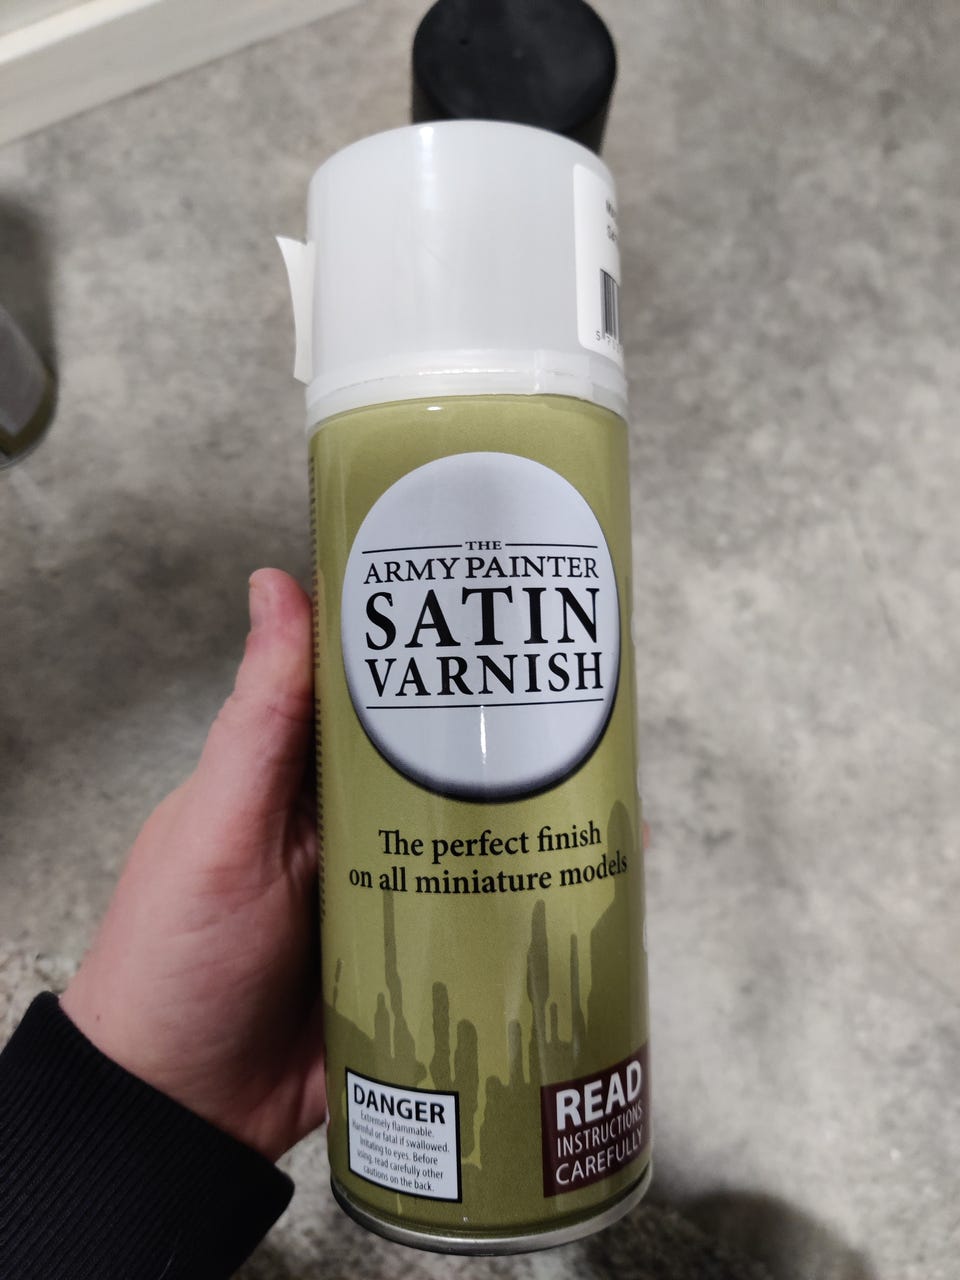 THE
ARMY PAINTER
SATIN
VARNISH
The perfect finish
on all miniature models
DANGER
Extremely flammable.
Harmful or fatal if swallowed.
Irritating to eyes. Before
using, read carefully other
cautions on the back.
READ
INSTRUCTIONS
CAREFULLY